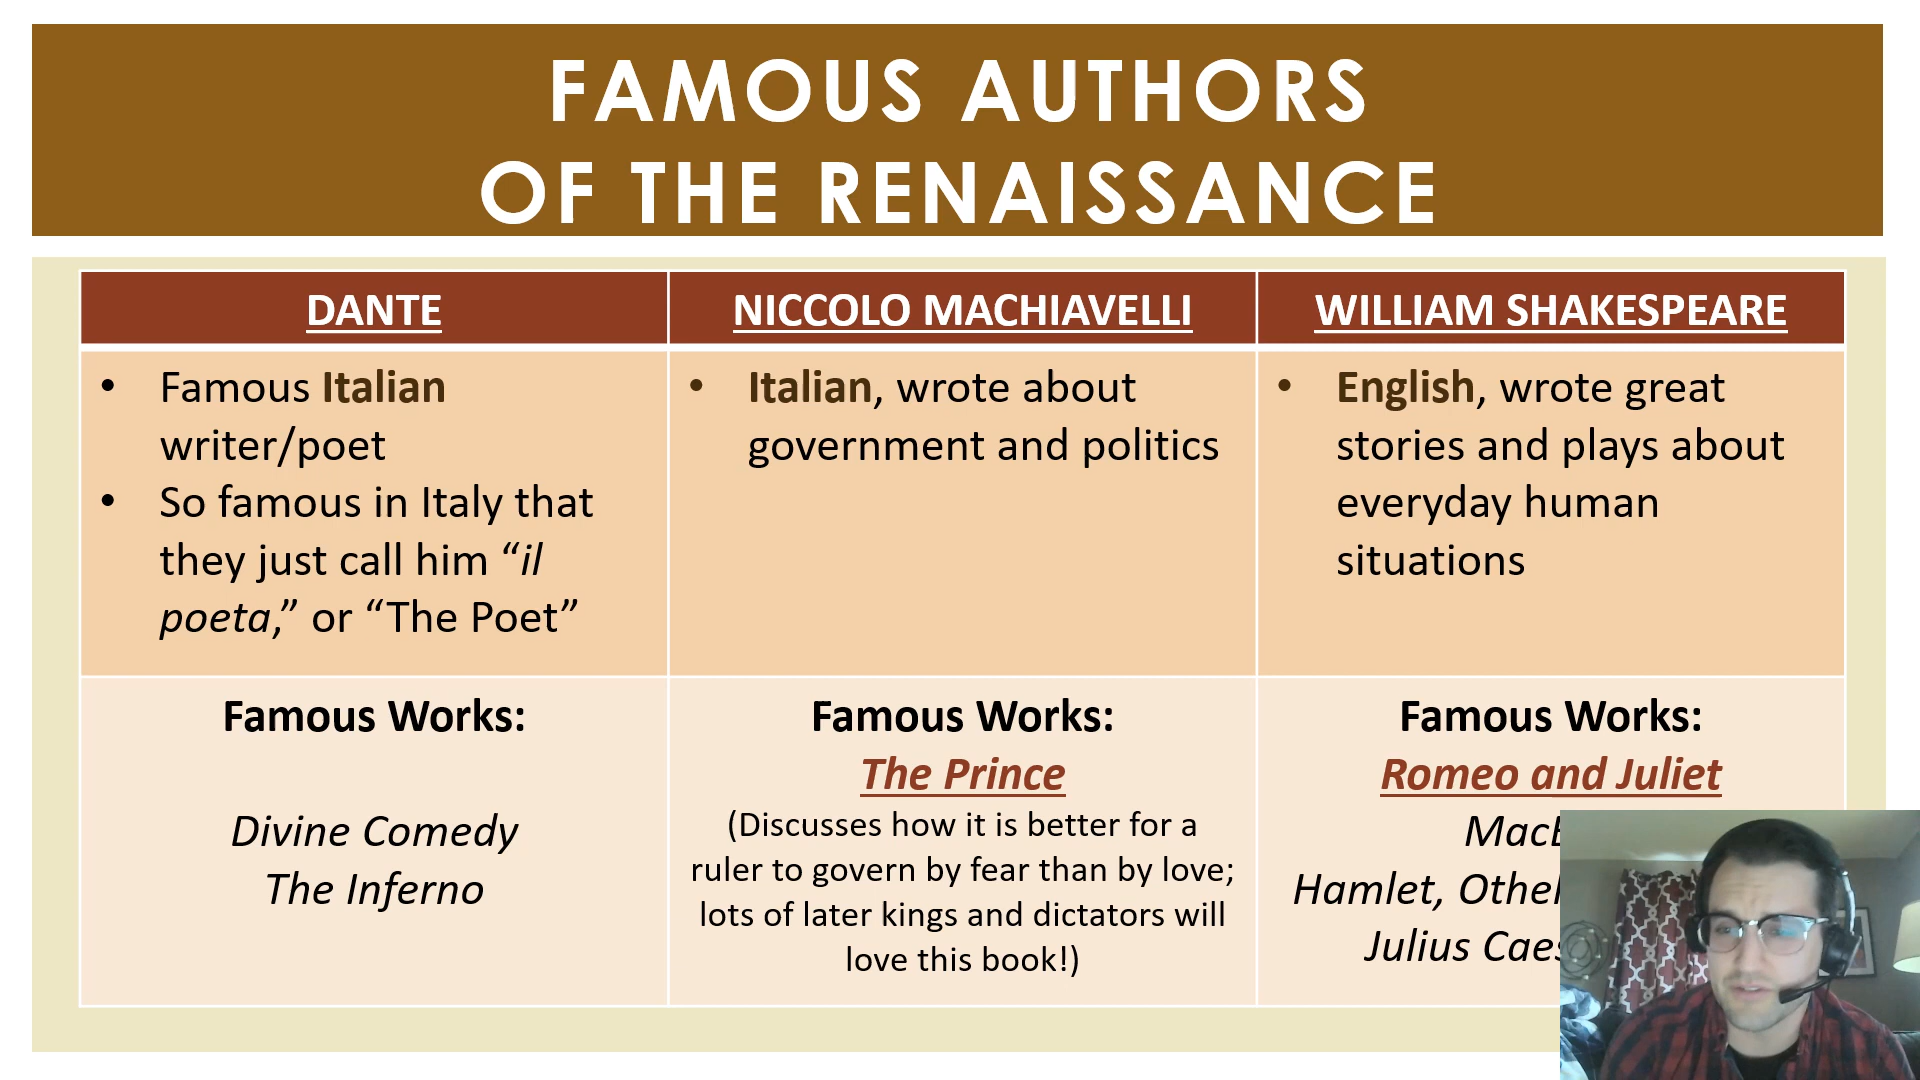 FAMOUS AUTHORS
OF THE RENAISSANCE
DANTE
• Famous Italian
writer/poet
• So famous in Italy that
they just call him “il
poeta,” or “The Poet”
Famous Works:
Divine Comedy
The Inferno
NICCOLO MACHIAVELLI
• Italian, wrote about
government and politics
Famous Works:
The Prince
(Discusses how it is better for a
ruler to govern by fear than by love;
lots of later kings and dictators will
love this book!)
WILLIAM SHAKESPEARE
• English, wrote great
stories and plays about
everyday human
situations
Famous Works:
Romeo and Juliet
Hamlet,
Julius